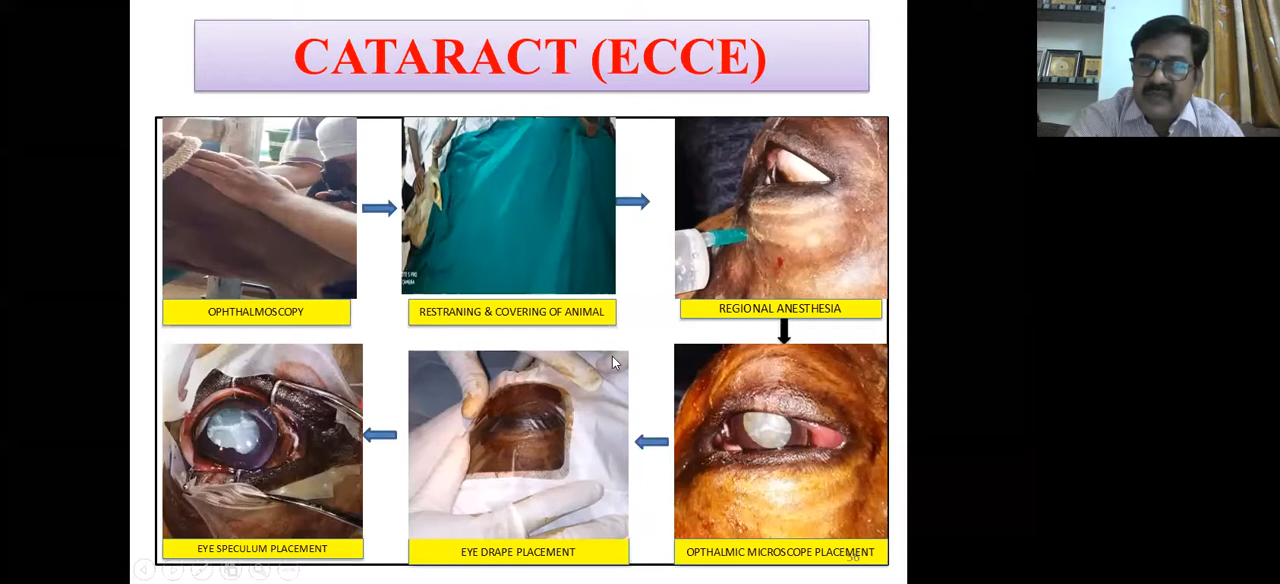 CATARACT (ECCE)
OPHTHALMOSCOPY
RESTRANING & COVERING OF ANIMAL
REGIONAL ANESTHESIA
EYE SPECULUM PLACEMENT
EYE DRAPE PLACEMENT
OPTHALMIC MICROSCOPE PLACEMENT